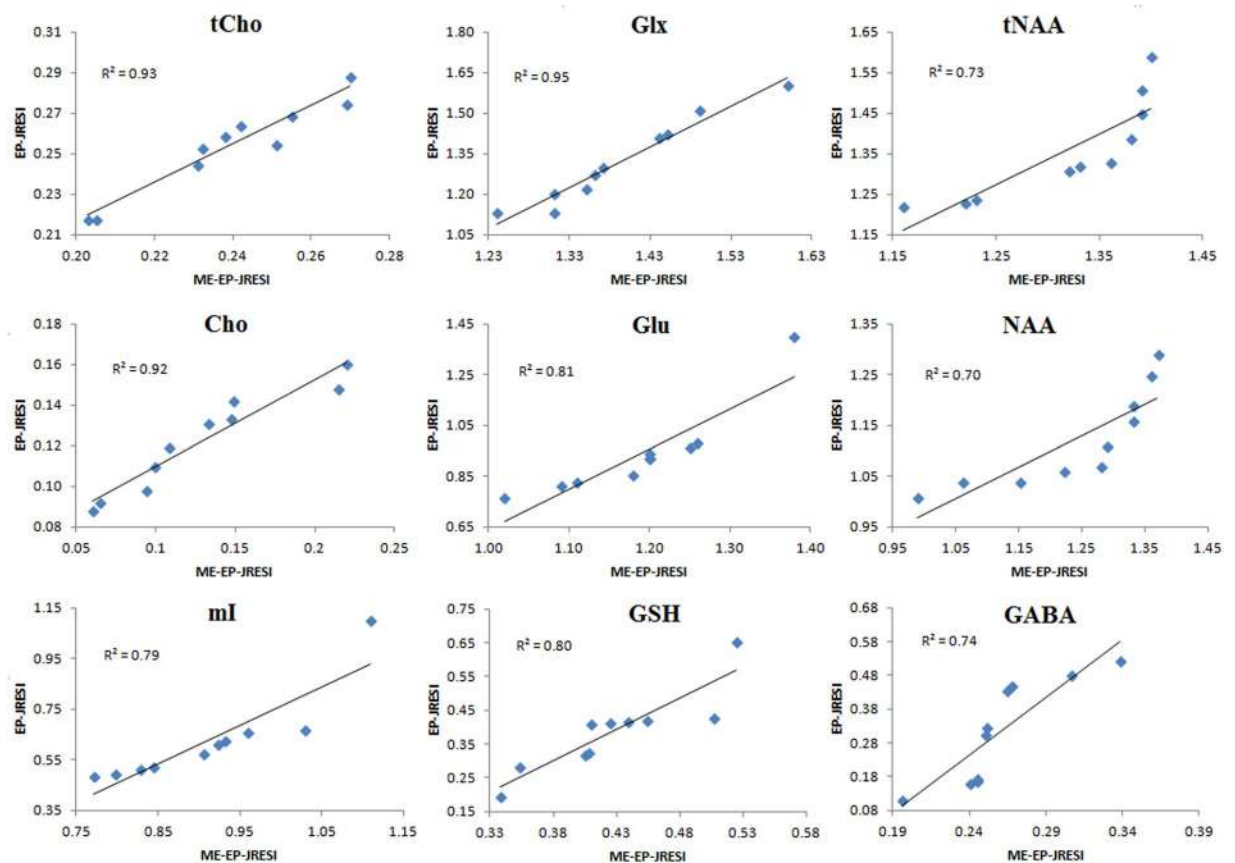 tCho
R² = 0.93
EP-JRESI
0.31
0.29
0.27
0.25
0.23
0.21
0.20 0.22 0.24 0.26 0.28
ME-EP-JRESI
Glx
R² = 0.95
EP-JRESI
1.80
1.65
1.50
1.35
1.20
1.05
1.23 1.33 1.43 1.53 1.63
ME-EP-JRESI
tNAA
R² = 0.73
EP-JRESI
1.65
1.55
1.45
1.35
1.25
1.15
1.15 1.25 1.35 1.45
ME-EP-JRESI
Cho
R² = 0.92
EP-JRESI
0.18
0.16
0.14
0.12
0.10
0.08
0.05 0.1 0.15 0.2 0.25
ME-EP-JRESI
Glu
R² = 0.81
EP-JRESI
1.45
1.25
1.05
0.85
0.65
1.00 1.10 1.20 1.30 1.40
ME-EP-JRESI
NAA
R² = 0.70
EP-JRESI
1.35
1.25
1.15
1.05
0.95
0.95 1.05 1.15 1.25 1.35 1.45
ME-EP-JRESI
mI
R² = 0.79
EP-JRESI
1.15
0.95
0.75
0.55
0.35
0.75 0.85 0.95 1.05 1.15
ME-EP-JRESI
GSH
R² = 0.80
EP-JRESI
0.75
0.65
0.55
0.45
0.35
0.25
0.15
0.33 0.38 0.43 0.48 0.53 0.58
ME-EP-JRESI
GABA
R² = 0.74
EP-JRESI
0.68
0.58
0.48
0.38
0.28
0.18
0.08
0.19 0.24 0.29 0.34 0.39
ME-EP-JRESI